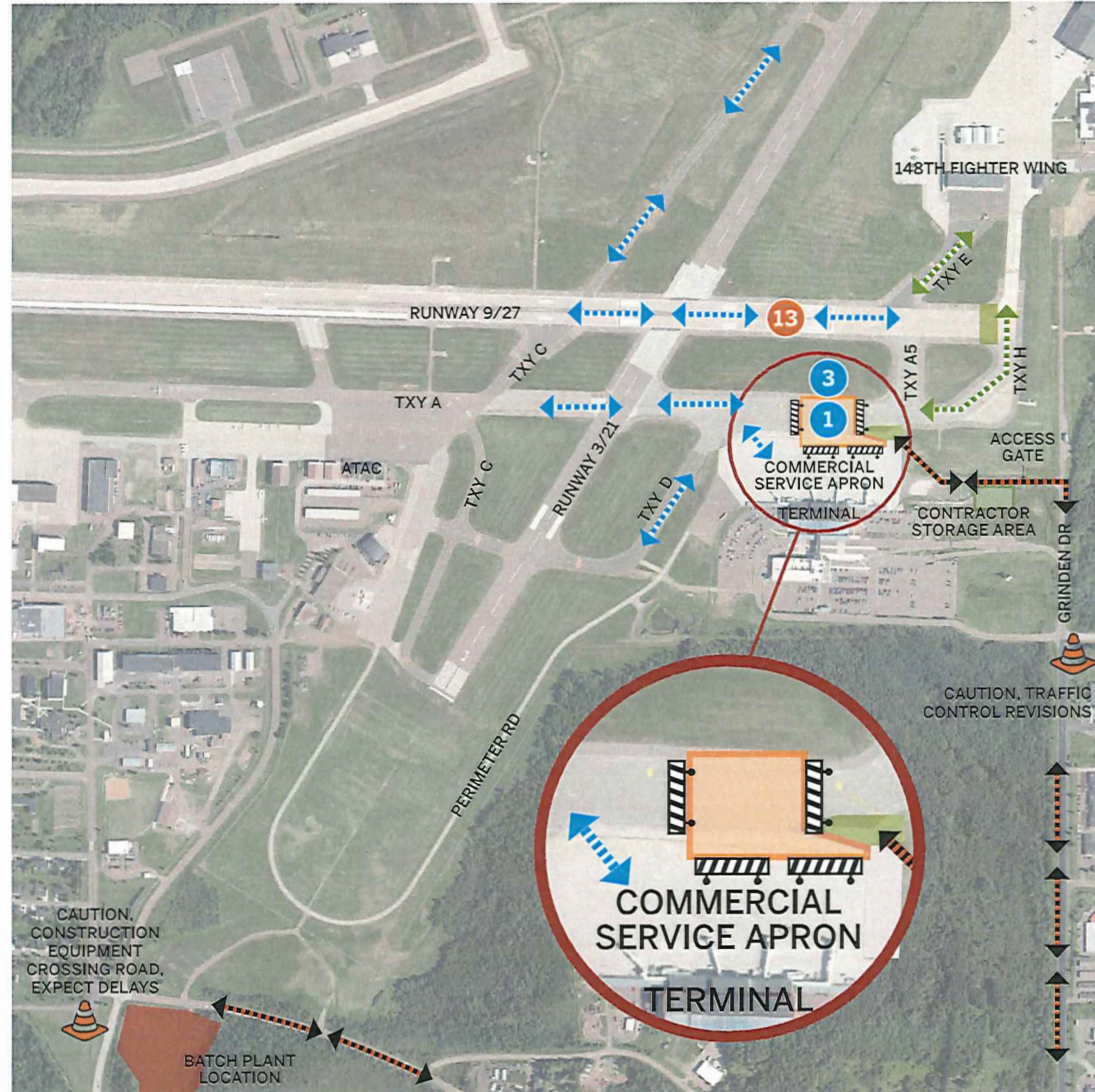 148TH FIGHTER WING
TXY E
RUNWAY 9/27
13
TXY C
TXY A5
TXY H
TXY A
3
1
RUNWAY 3/21
ATAC
TXY C
TXY D
COMMERCIAL
SERVICE APRON
TERMINAL
ACCESS
GATE
CONTRACTOR
STORAGE AREA
GRINDEN DR
CAUTION, TRAFFIC
CONTROL REVISIONS
PERIMETER RD
COMMERCIAL
SERVICE APRON
TERMINAL
CAUTION,
CONSTRUCTION
EQUIPMENT
CROSSING ROAD,
EXPECT DELAYS
BATCH PLANT
LOCATION